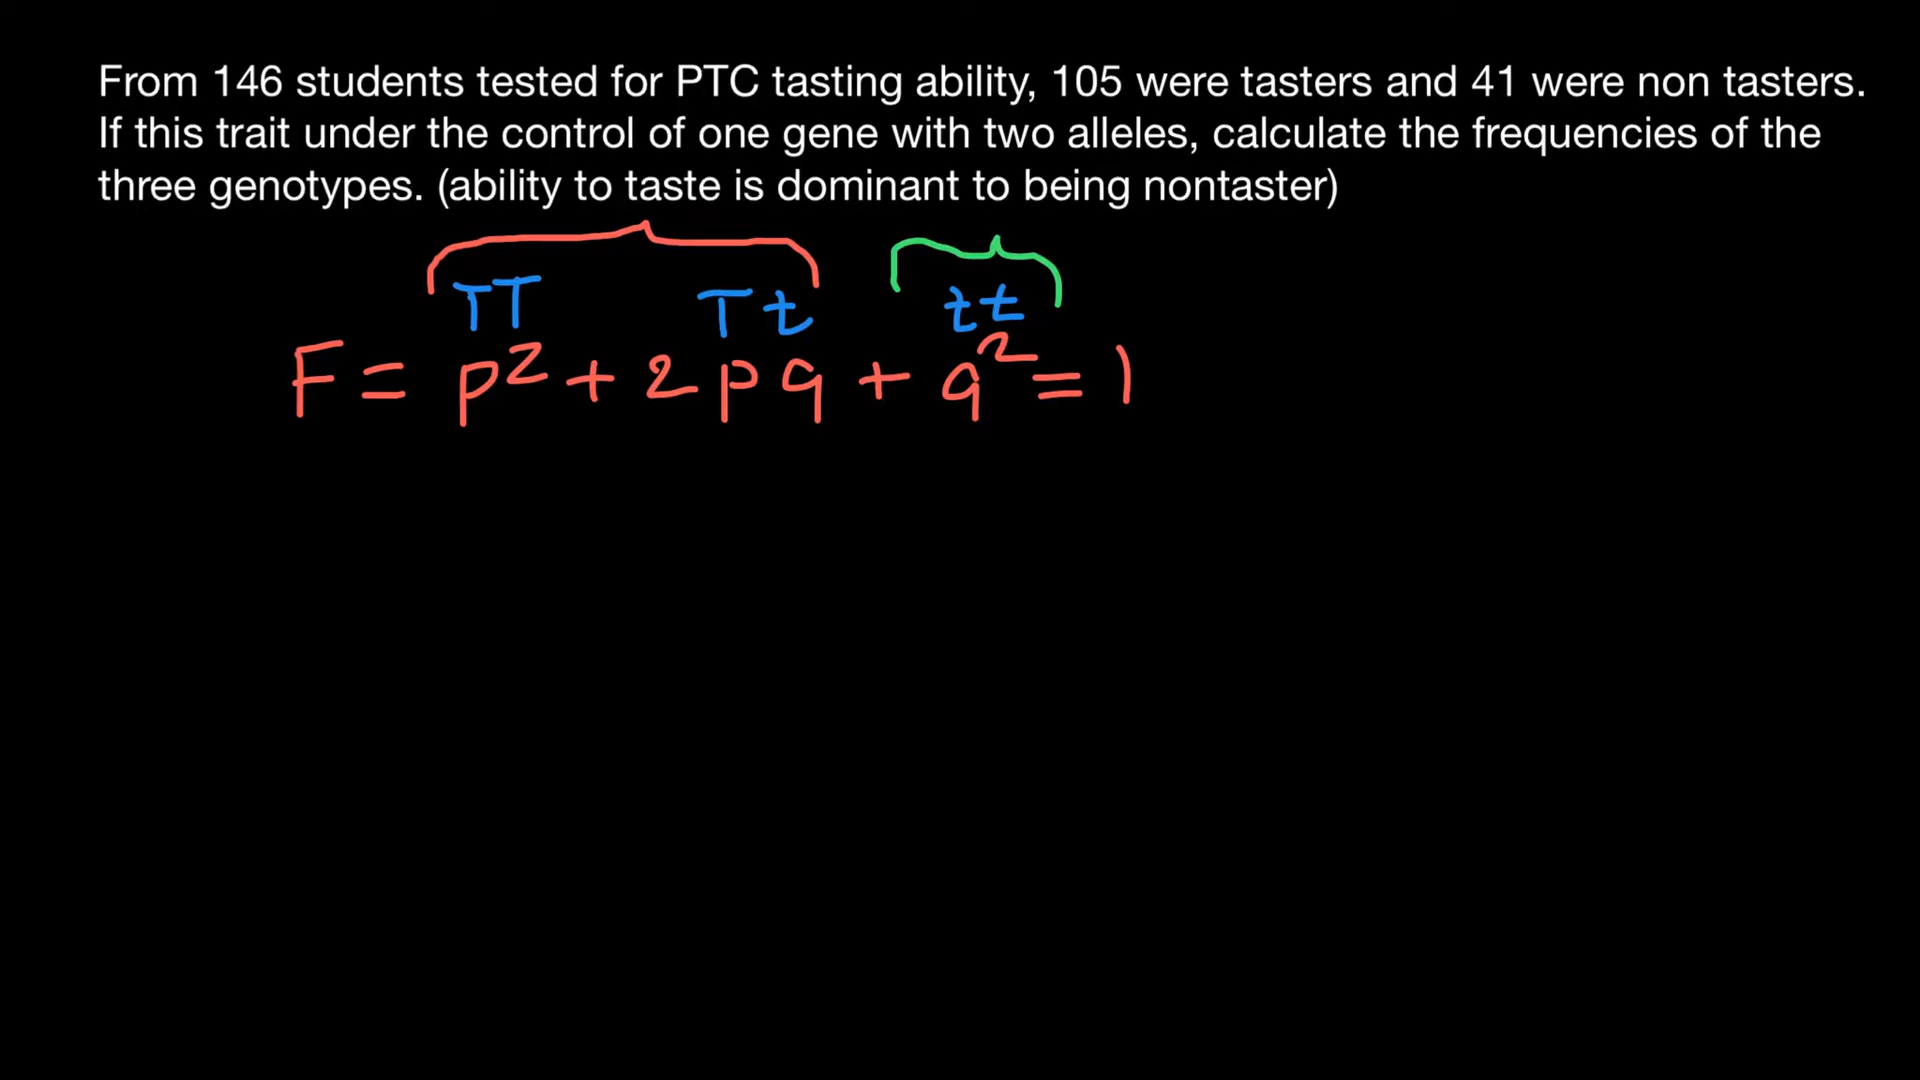 From 146 students tested for PTC tasting ability, 105 were tasters and 41 were non tasters.
If this trait under the control of one gene with two alleles, calculate the frequencies of the
three genotypes. (ability to taste is dominant to being nontaster)
TT Tt tt
F = p² + 2pq + q² = 1